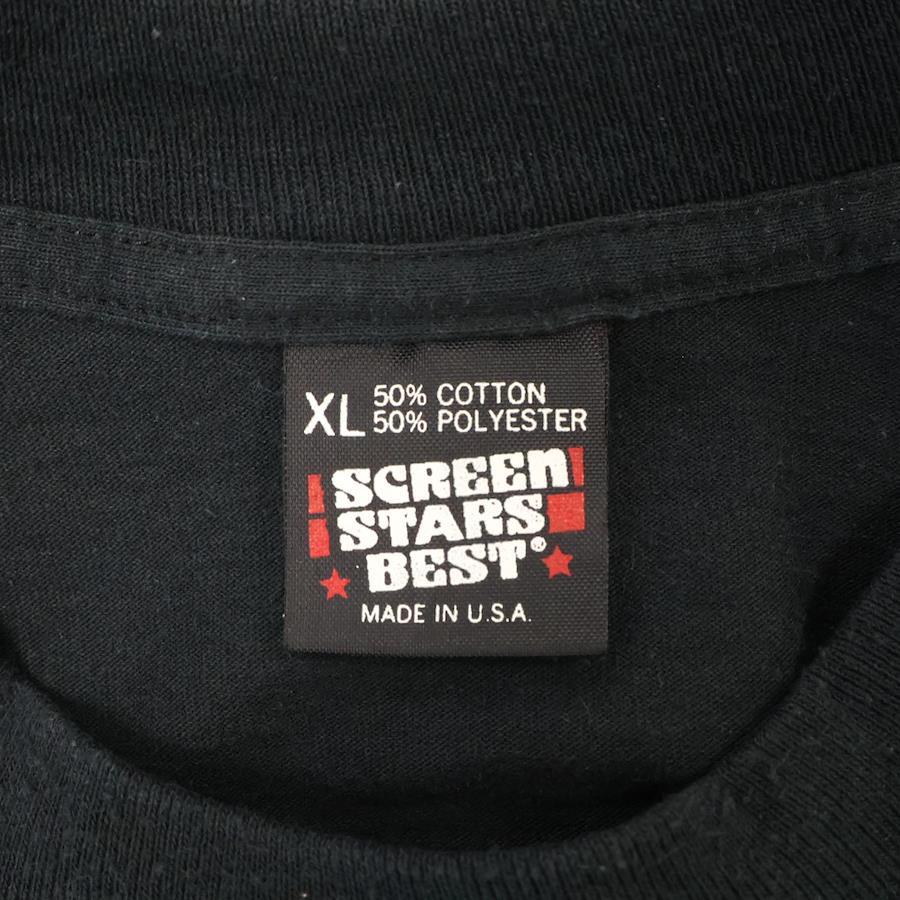 XL 50% COTTON
50% POLYESTER
SCREEN
STARS
BEST®
MADE IN U.S.A.